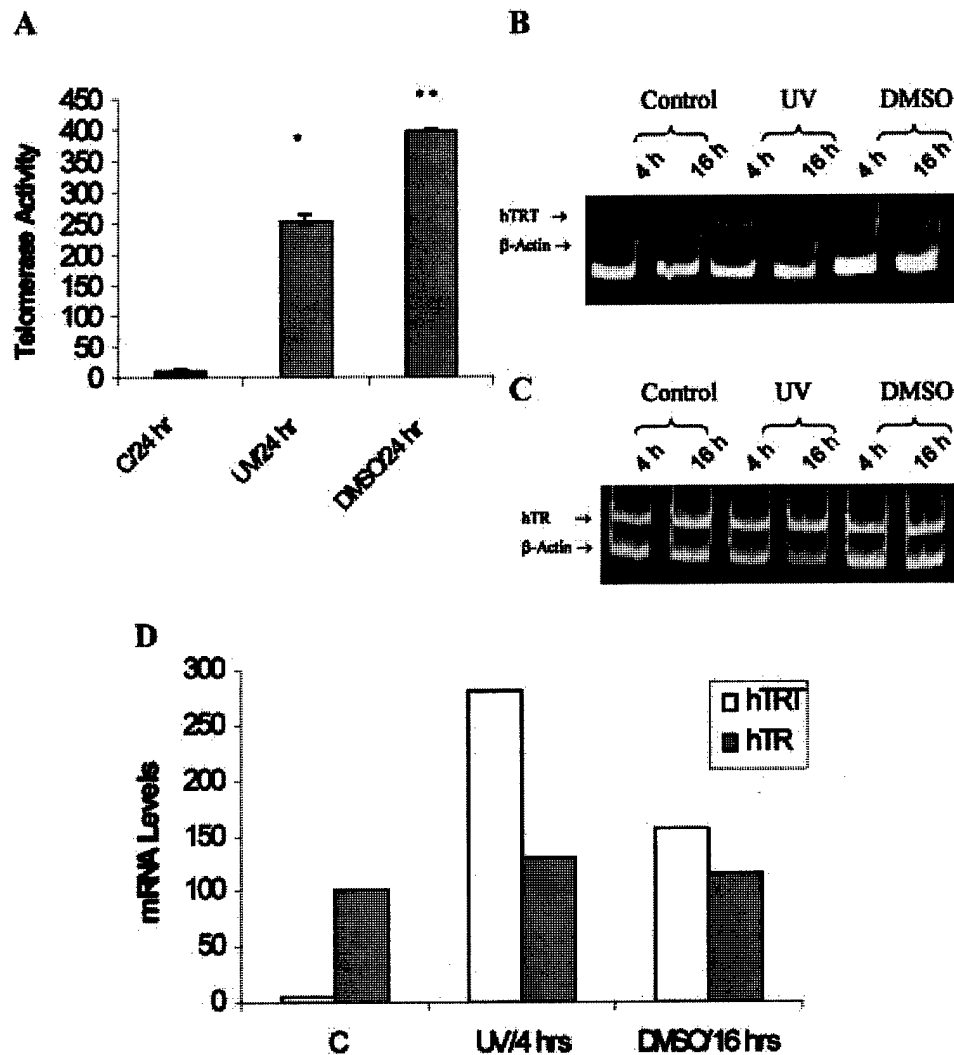 A
450
400
350
300
250
200
150
100
50
0
Telomerase Activity
*
**
C/24 hr
UV/24 hr
DMSO/24 hr
B
Control UV DMSO
4 h 16 h 4 h 16 h 4 h 16 h
hTRT →
β-Actin →
C
Control UV DMSO
4 h 16 h 4 h 16 h 4 h 16 h
hTR →
β-Actin →
D
300
250
200
150
100
50
0
mRNA Levels
hTRT
hTR
C UV/4 hrs DMSO/16 hrs